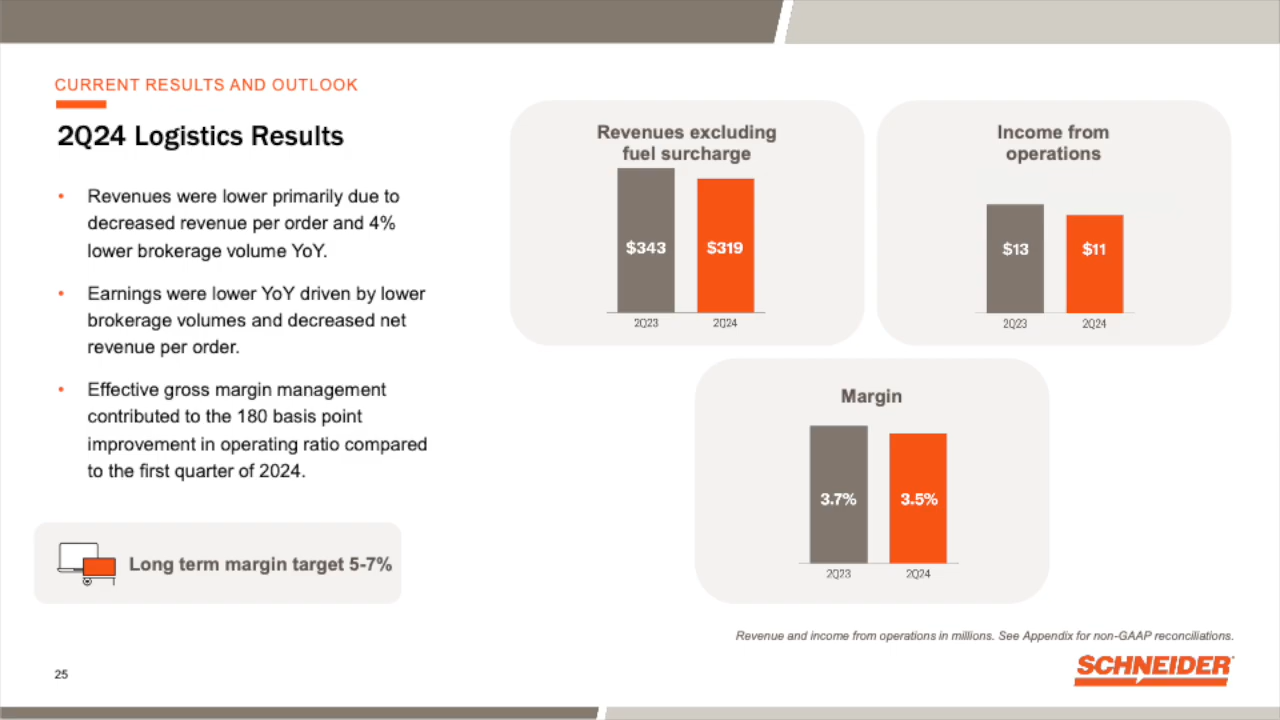 CURRENT RESULTS AND OUTLOOK
2Q24 Logistics Results
• Revenues were lower primarily due to
decreased revenue per order and 4%
lower brokerage volume YoY.
• Earnings were lower YoY driven by lower
brokerage volumes and decreased net
revenue per order.
• Effective gross margin management
contributed to the 180 basis point
improvement in operating ratio compared
to the first quarter of 2024.
Long term margin target 5-7%
Revenues excluding
fuel surcharge
$343 $319
2Q23 2Q24
Income from
operations
$13 $11
2Q23 2Q24
Margin
3.7% 3.5%
2Q23 2Q24
Revenue and income from operations in millions. See Appendix for non-GAAP reconciliations.
25
SCHNEIDER